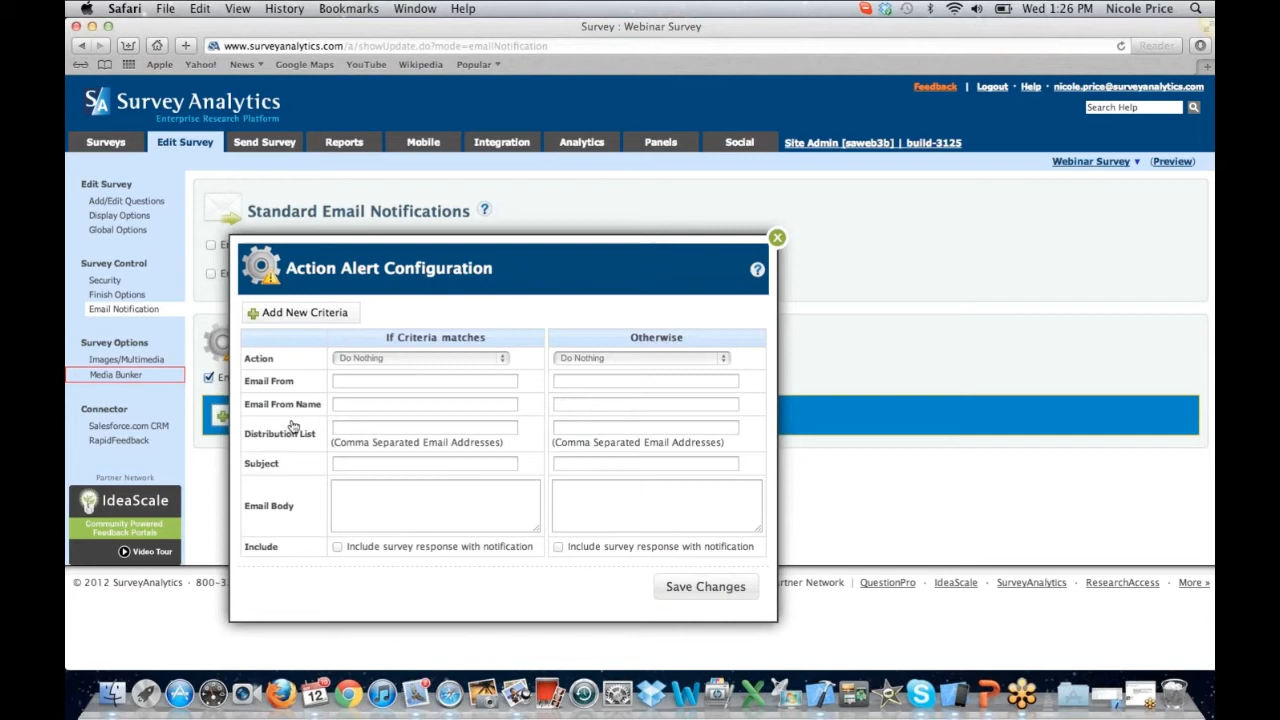 Safari File Edit View History Bookmarks Window Help Wed 1:26 PM Nicole Price
Survey : Webinar Survey
www.surveyanalytics.com/a/showUpdate.do?mode=emailNotification Reader
Apple Yahoo! News Google Maps YouTube Wikipedia Popular
SA Survey Analytics
Enterprise Research Platform
Feedback | Logout · Help · nicole.price@surveyanalytics.com
Search Help
Surveys Edit Survey Send Survey Reports Mobile Integration Analytics Panels Social Site Admin [saweb3b] | build-3125
Webinar Survey (Preview)
Edit Survey
Add/Edit Questions
Display Options
Global Options
Survey Control
Security
Finish Options
Email Notification
Survey Options
Images/Multimedia
Media Bunker
Connector
Salesforce.com CRM
RapidFeedback
Partner Network
IdeaScale
Community Powered
Feedback Portals
Video Tour
Standard Email Notifications ?
Action Alert Configuration ?
Add New Criteria
If Criteria matches Otherwise
Action Do Nothing Do Nothing
Email From
Email From Name
Distribution List
(Comma Separated Email Addresses) (Comma Separated Email Addresses)
Subject
Email Body
Include Include survey response with notification Include survey response with notification
Save Changes
© 2012 SurveyAnalytics · 800-3 rtner Network | QuestionPro IdeaScale SurveyAnalytics ResearchAccess More »
12